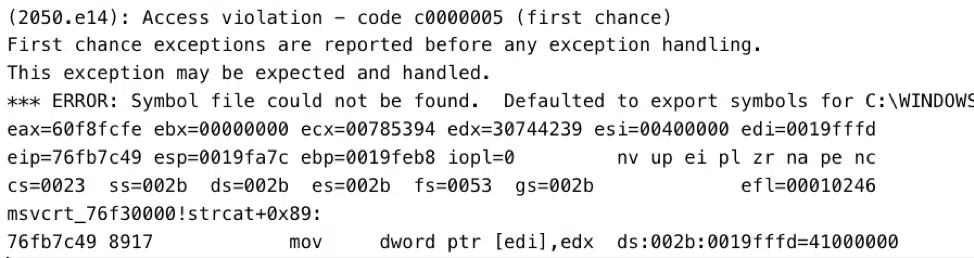 (2050.e14): Access violation - code c0000005 (first chance)
First chance exceptions are reported before any exception handling.
This exception may be expected and handled.
*** ERROR: Symbol file could not be found.  Defaulted to export symbols for C:\WINDOWS
eax=60f8fcfe ebx=00000000 ecx=00785394 edx=30744239 esi=00400000 edi=0019fffd
eip=76fb7c49 esp=0019fa7c ebp=0019feb8 iopl=0         nv up ei pl zr na pe nc
cs=0023  ss=002b  ds=002b  es=002b  fs=0053  gs=002b             efl=00010246
msvcrt_76f30000!strcat+0x89:
76fb7c49 8917            mov     dword ptr [edi],edx  ds:002b:0019fffd=41000000